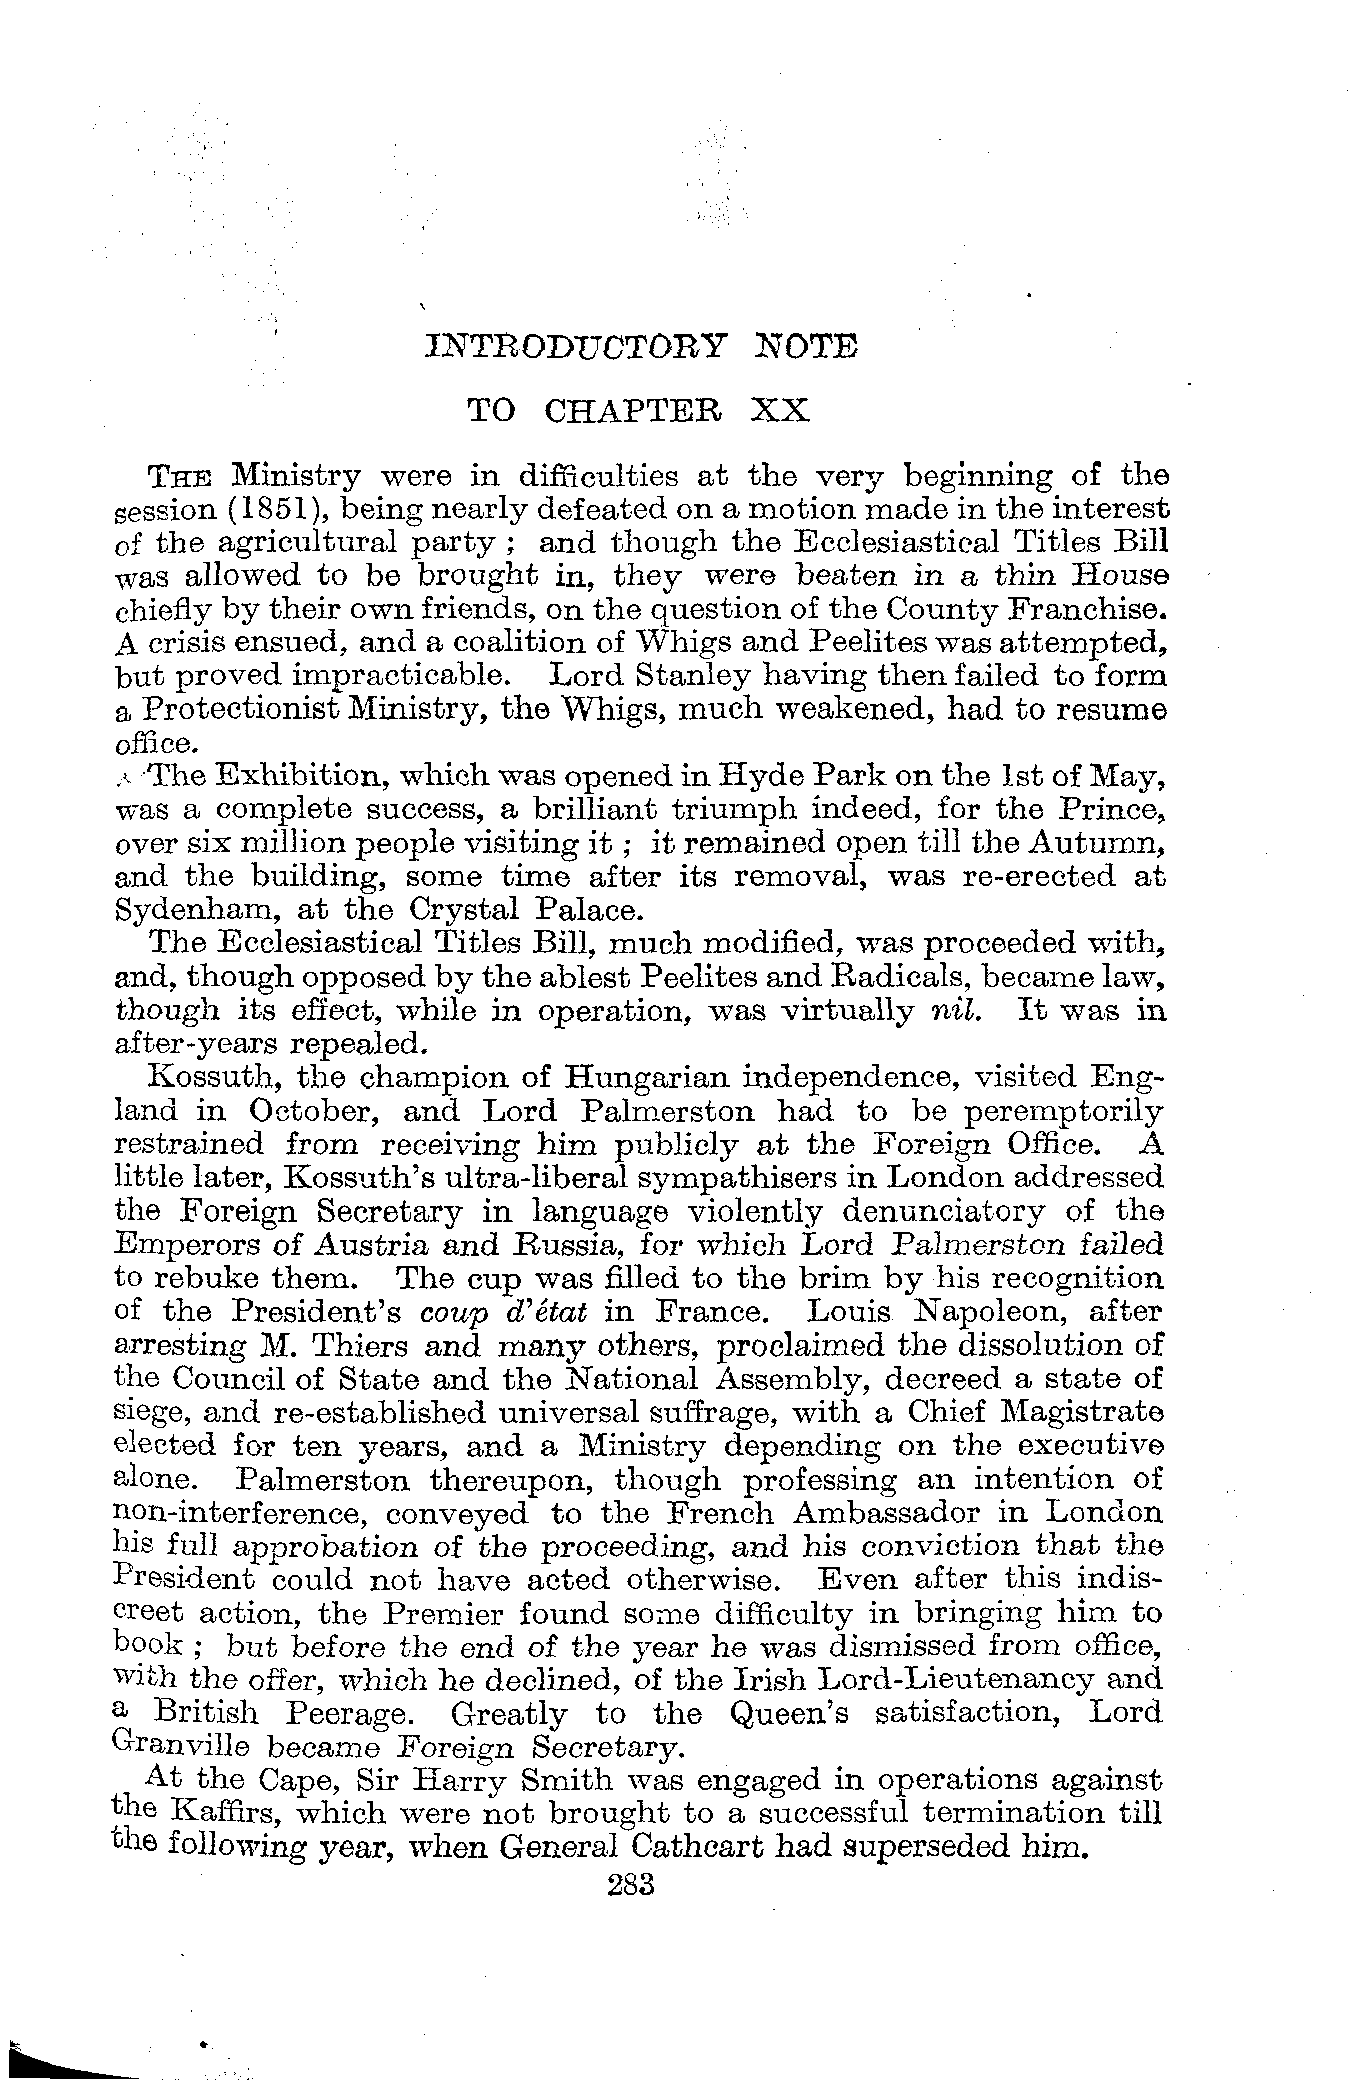 INTRODUCTORY NOTE
TO CHAPTER XX
THE Ministry were in difficulties at the very beginning of the
session (1851), being nearly defeated on a motion made in the interest
of the agricultural party ; and though the Ecclesiastical Titles Bill
was allowed to be brought in, they were beaten in a thin House
chiefly by their own friends, on the question of the County Franchise.
A crisis ensued, and a coalition of Whigs and Peelites was attempted,
but proved impracticable. Lord Stanley having then failed to form
a Protectionist Ministry, the Whigs, much weakened, had to resume
office.
The Exhibition, which was opened in Hyde Park on the 1st of May,
was a complete success, a brilliant triumph indeed, for the Prince,
over six million people visiting it ; it remained open till the Autumn,
and the building, some time after its removal, was re-erected at
Sydenham, at the Crystal Palace.
The Ecclesiastical Titles Bill, much modified, was proceeded with,
and, though opposed by the ablest Peelites and Radicals, became law,
though its effect, while in operation, was virtually nil. It was in
after-years repealed.
Kossuth, the champion of Hungarian independence, visited Eng-
land in October, and Lord Palmerston had to be peremptorily
restrained from receiving him publicly at the Foreign Office. A
little later, Kossuth's ultra-liberal sympathisers in London addressed
the Foreign Secretary in language violently denunciatory of the
Emperors of Austria and Russia, for which Lord Palmerston failed
to rebuke them. The cup was filled to the brim by his recognition
of the President's coup d'état in France. Louis Napoleon, after
arresting M. Thiers and many others, proclaimed the dissolution of
the Council of State and the National Assembly, decreed a state of
siege, and re-established universal suffrage, with a Chief Magistrate
elected for ten years, and a Ministry depending on the executive
alone. Palmerston thereupon, though professing an intention of
non-interference, conveyed to the French Ambassador in London
his full approbation of the proceeding, and his conviction that the
President could not have acted otherwise. Even after this indis-
creet action, the Premier found some difficulty in bringing him to
book ; but before the end of the year he was dismissed from office,
with the offer, which he declined, of the Irish Lord-Lieutenancy and
a British Peerage. Greatly to the Queen's satisfaction, Lord
Granville became Foreign Secretary.
At the Cape, Sir Harry Smith was engaged in operations against
the Kaffirs, which were not brought to a successful termination till
the following year, when General Cathcart had superseded him.
283